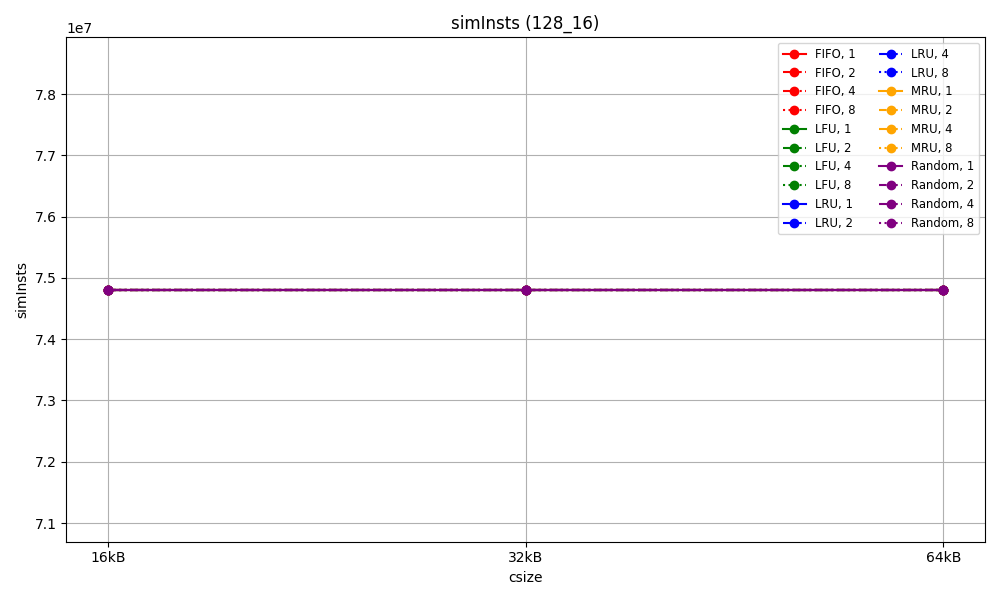 simInsts (128_16)
1e7
7.8
7.7
7.6
7.5
7.4
7.3
7.2
7.1
simInsts
16kB
32kB
64kB
csize
FIFO, 1
FIFO, 2
FIFO, 4
FIFO, 8
LFU, 1
LFU, 2
LFU, 4
LFU, 8
LRU, 1
LRU, 2
LRU, 4
LRU, 8
MRU, 1
MRU, 2
MRU, 4
MRU, 8
Random, 1
Random, 2
Random, 4
Random, 8